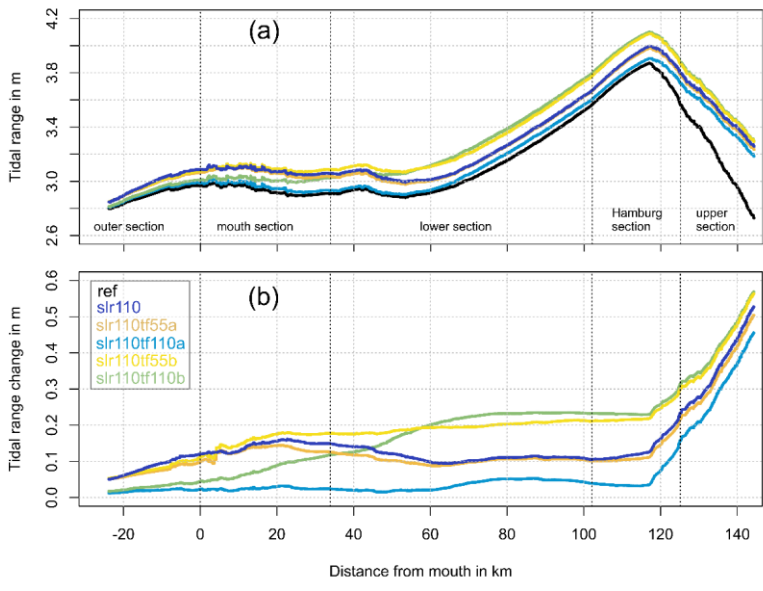 (a)
4.2
3.8
3.4
3.0
2.6
Tidal range in m
outer section
mouth section
lower section
Hamburg
section
upper
section
(b)
0.6
0.5
0.4
0.3
0.2
0.1
0.0
Tidal range change in m
ref
slr110
slr110tf55a
slr110tf110a
slr110tf55b
slr110tf110b
-20 0 20 40 60 80 100 120 140
Distance from mouth in km